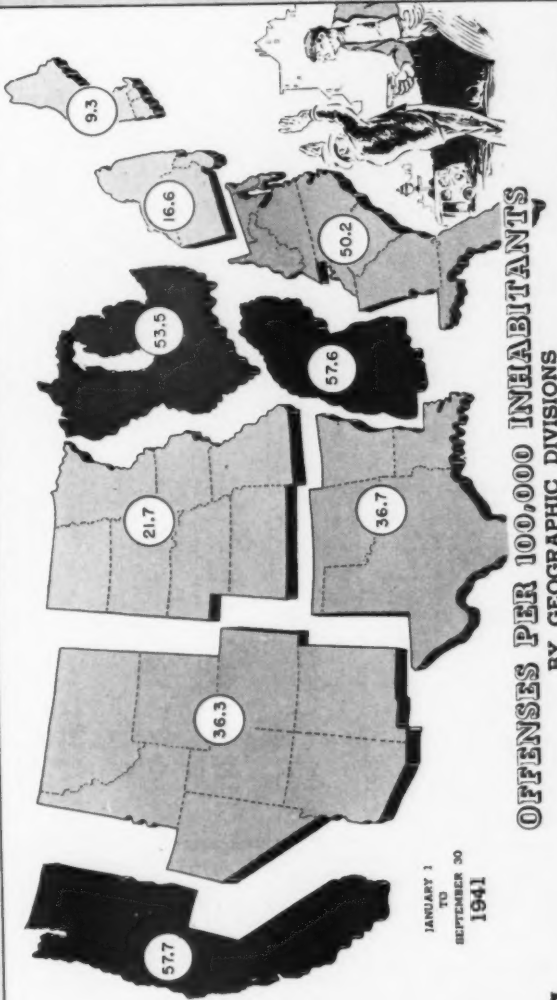 9.3
16.6
53.5
21.7
50.2
57.6
36.3
57.7
36.7
JANUARY 1
TO
SEPTEMBER 30
1941
OFFENSES PER 100,000 INHABITANTS
BY GEOGRAPHIC DIVISIONS